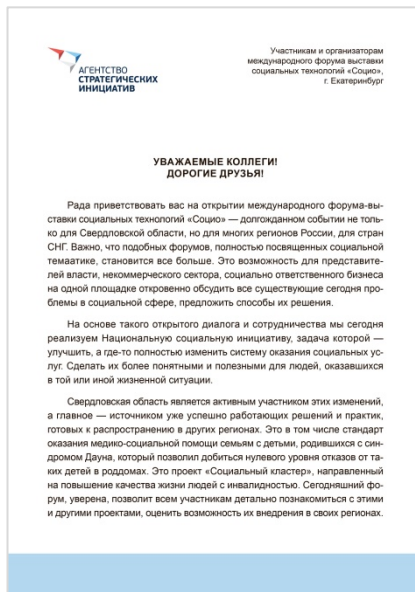 АГЕНТСТВО
СТРАТЕГИЧЕСКИХ
ИНИЦИАТИВ
Участникам и организаторам
международного форума выставки
социальных технологий «Социо»,
г. Екатеринбург
УВАЖАЕМЫЕ КОЛЛЕГИ!
ДОРОГИЕ ДРУЗЬЯ!
Рада приветствовать вас на открытии международного форума-вы-
ставки социальных технологий «Социо» — долгожданном событии не толь-
ко для Свердловской области, но для многих регионов России, для стран
СНГ. Важно, что подобных форумов, полностью посвященных социальной
темаатике, становится все больше. Это возможность для представите-
лей власти, некоммерческого сектора, социально ответственного бизнеса
на одной площадке откровенно обсудить все существующие сегодня про-
блемы в социальной сфере, предложить способы их решения.
На основе такого открытого диалога и сотрудничества мы сегодня
реализуем Национальную социальную инициативу, задача которой —
улучшить, а где-то полностью изменить систему оказания социальных ус-
луг. Сделать их более понятными и полезными для людей, оказавшихся
в той или иной жизненной ситуации.
Свердловская область является активным участником этих изменений,
а главное — источником уже успешно работающих решений и практик,
готовых к распространению в других регионах. Это в том числе стандарт
оказания медико-социальной помощи семьям с детьми, родившихся с син-
дромом Дауна, который позволил добиться нулевого уровня отказов от та-
ких детей в роддомах. Это проект «Социальный кластер», направленный
на повышение качества жизни людей с инвалидностью. Сегодняшний фо-
рум, уверена, позволит всем участникам детально познакомиться с этими
и другими проектами, оценить возможность их внедрения в своих регионах.